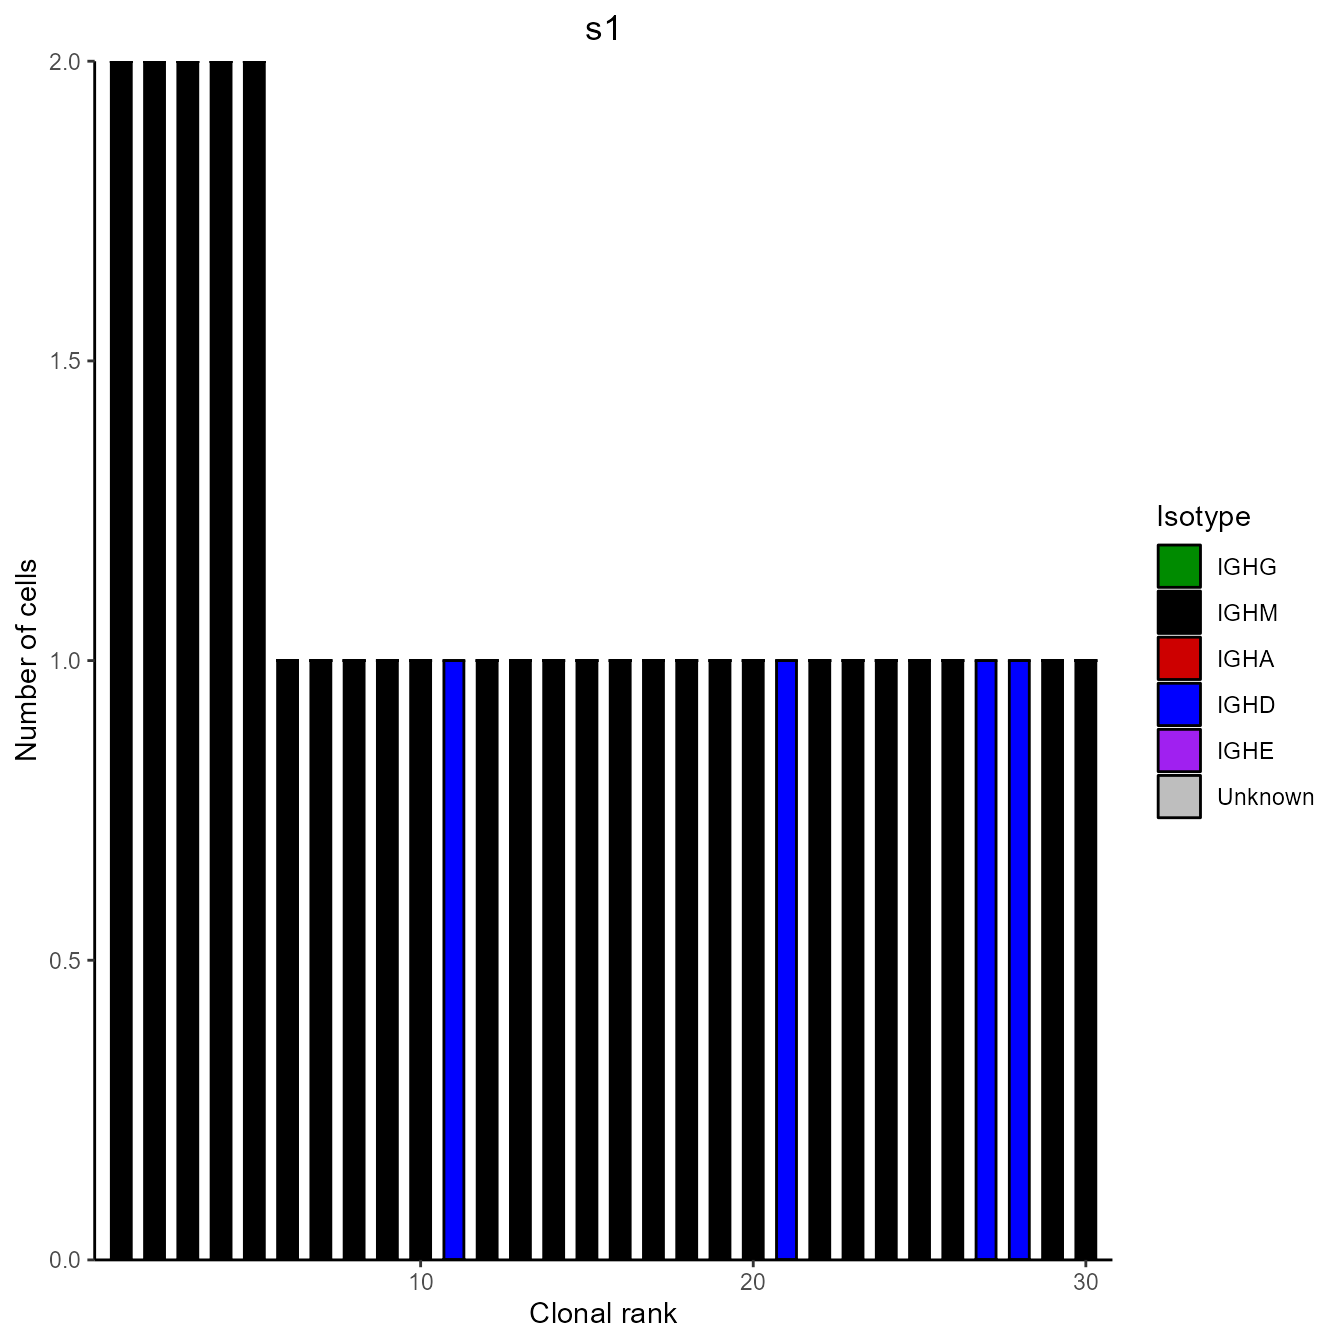 s1
2.0
1.5
1.0
0.5
0.0
Number of cells
10 20 30
Clonal rank
Isotype
IGHG
IGHM
IGHA
IGHD
IGHE
Unknown